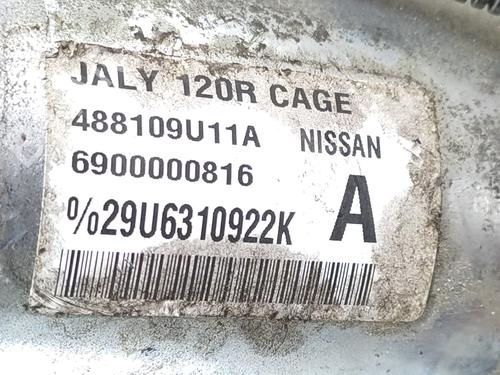 JALY 120R CAGE
488109U11A NISSAN
6900000816
%29U6310922K A